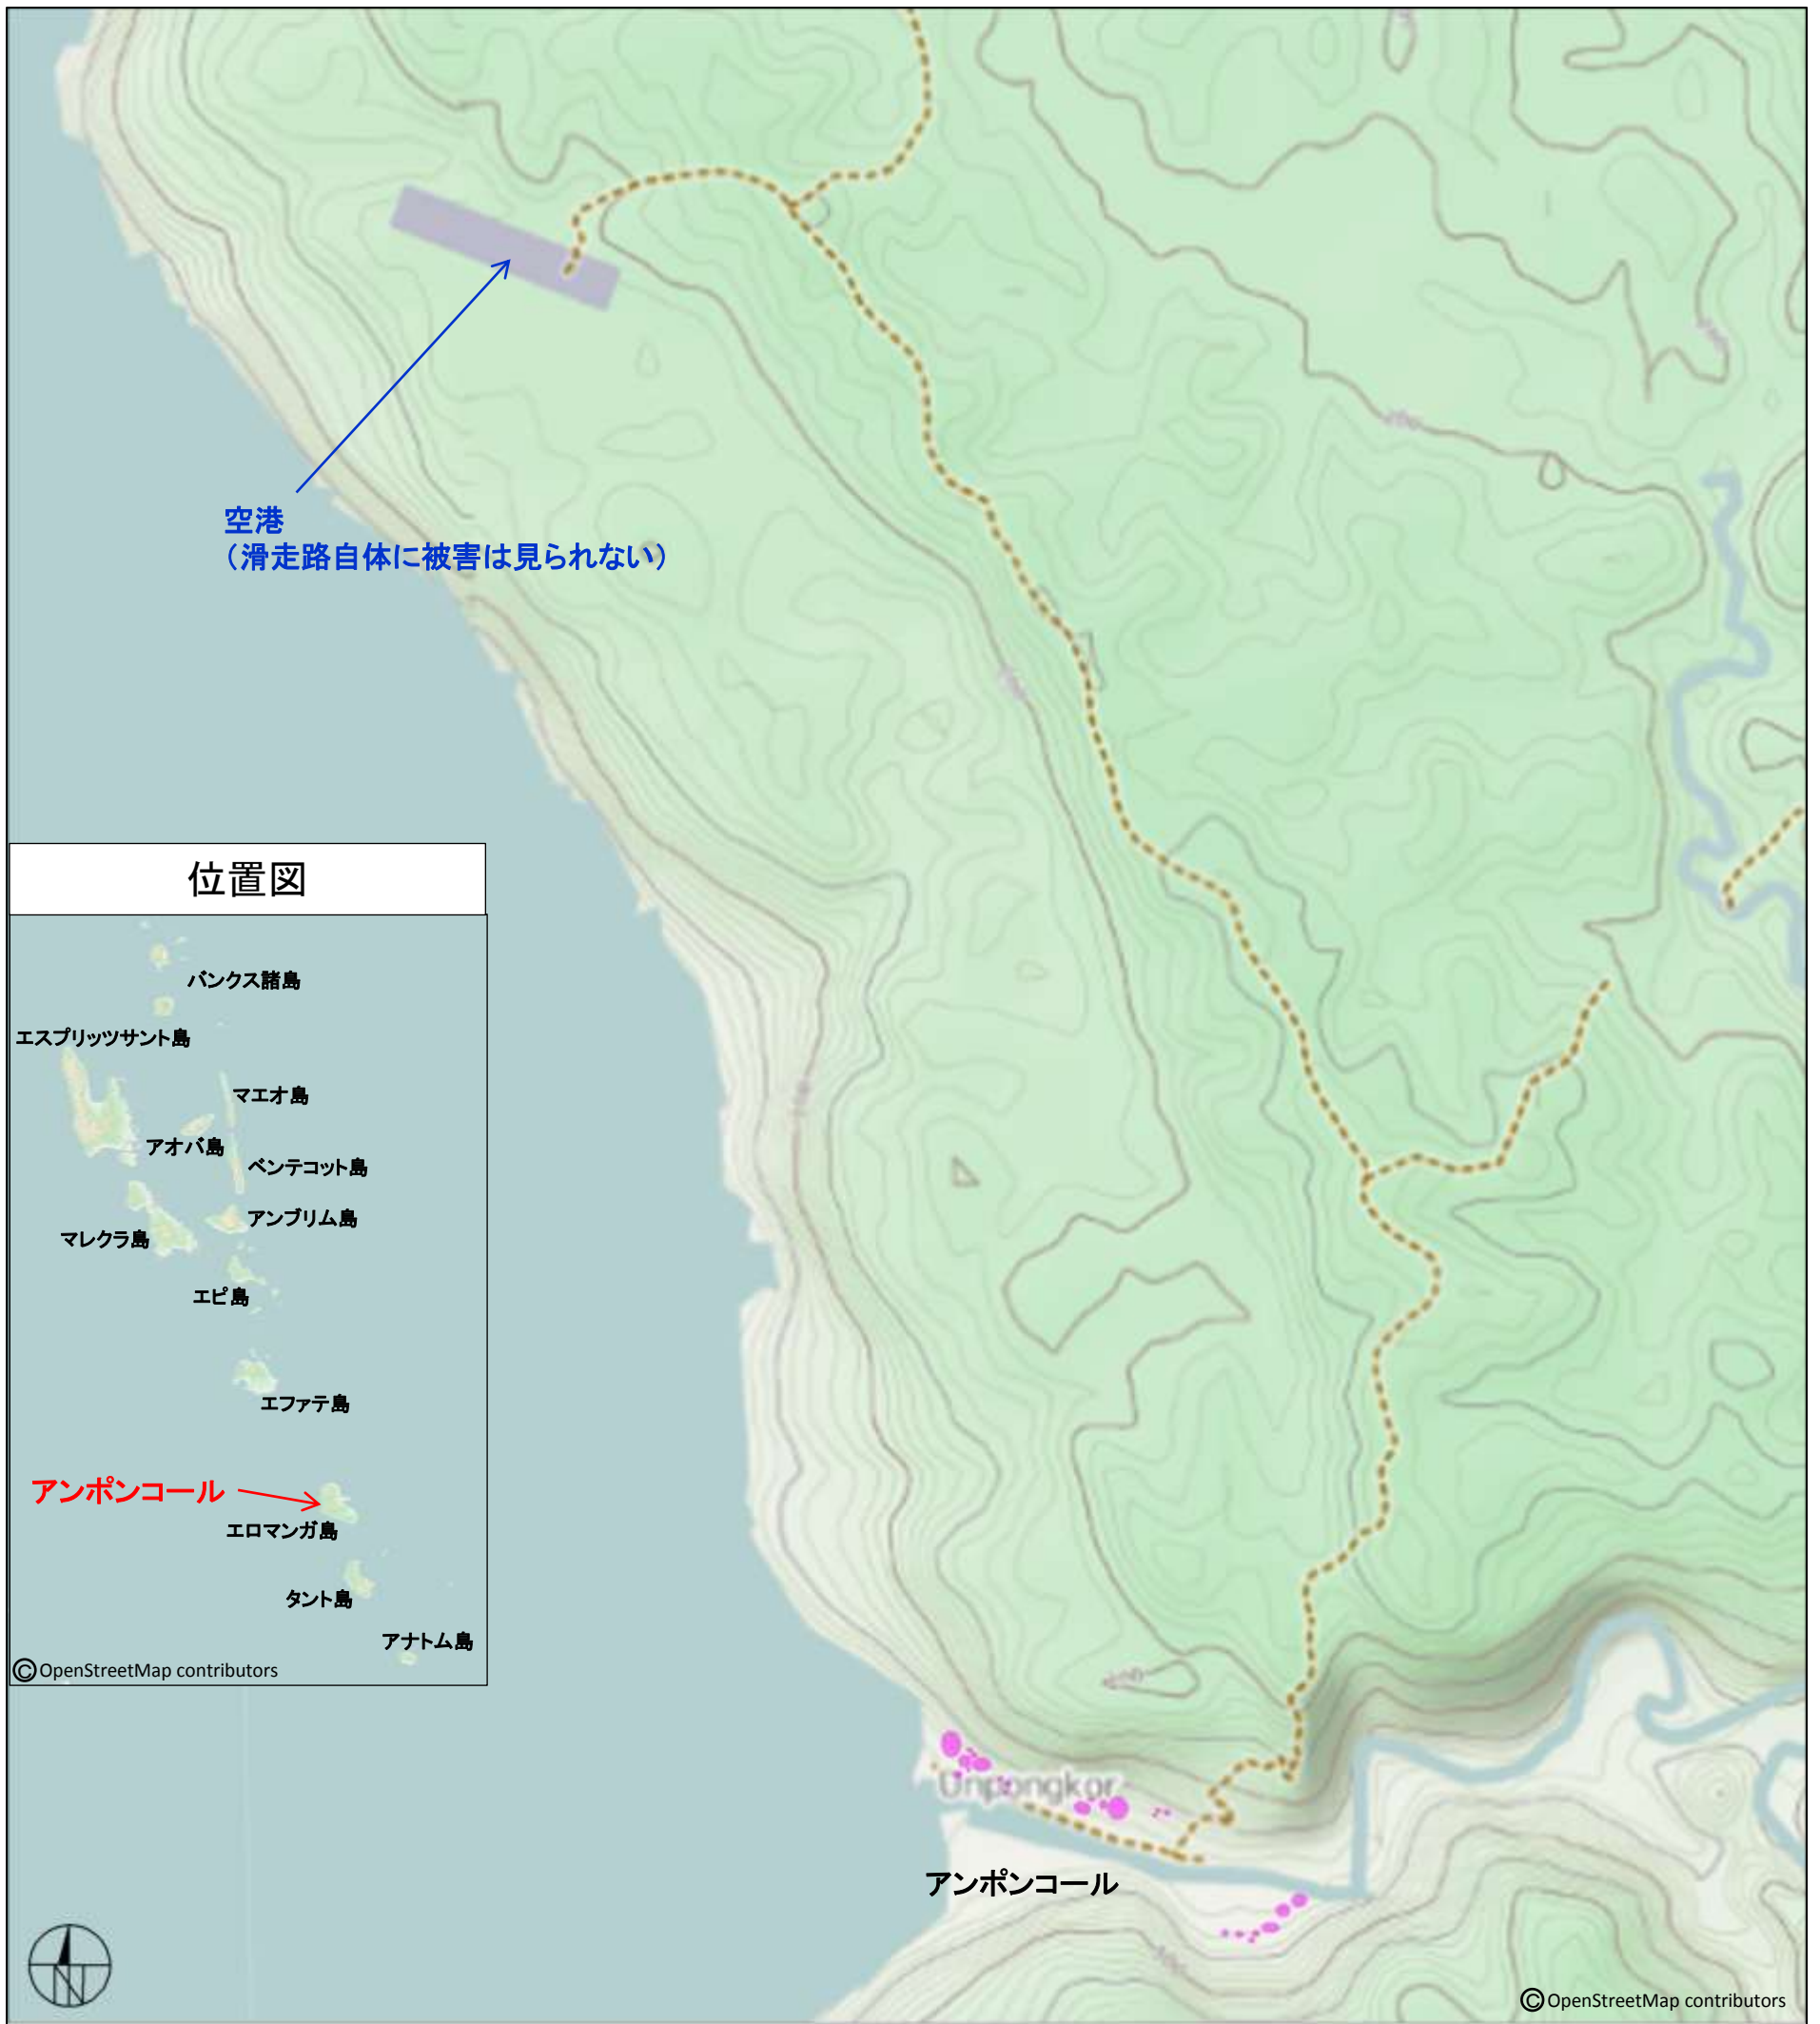 空港
（滑走路自体に被害は見られない）
位置図
バンクス諸島
エスプリッツサント島
マエオ島
アオバ島
ベンテコット島
アンブリム島
マレクラ島
エピ島
エファテ島
アンポンコール
エロマンガ島
タント島
アナトム島
©OpenStreetMap contributors
Unpongkor
アンポンコール
N
©OpenStreetMap contributors